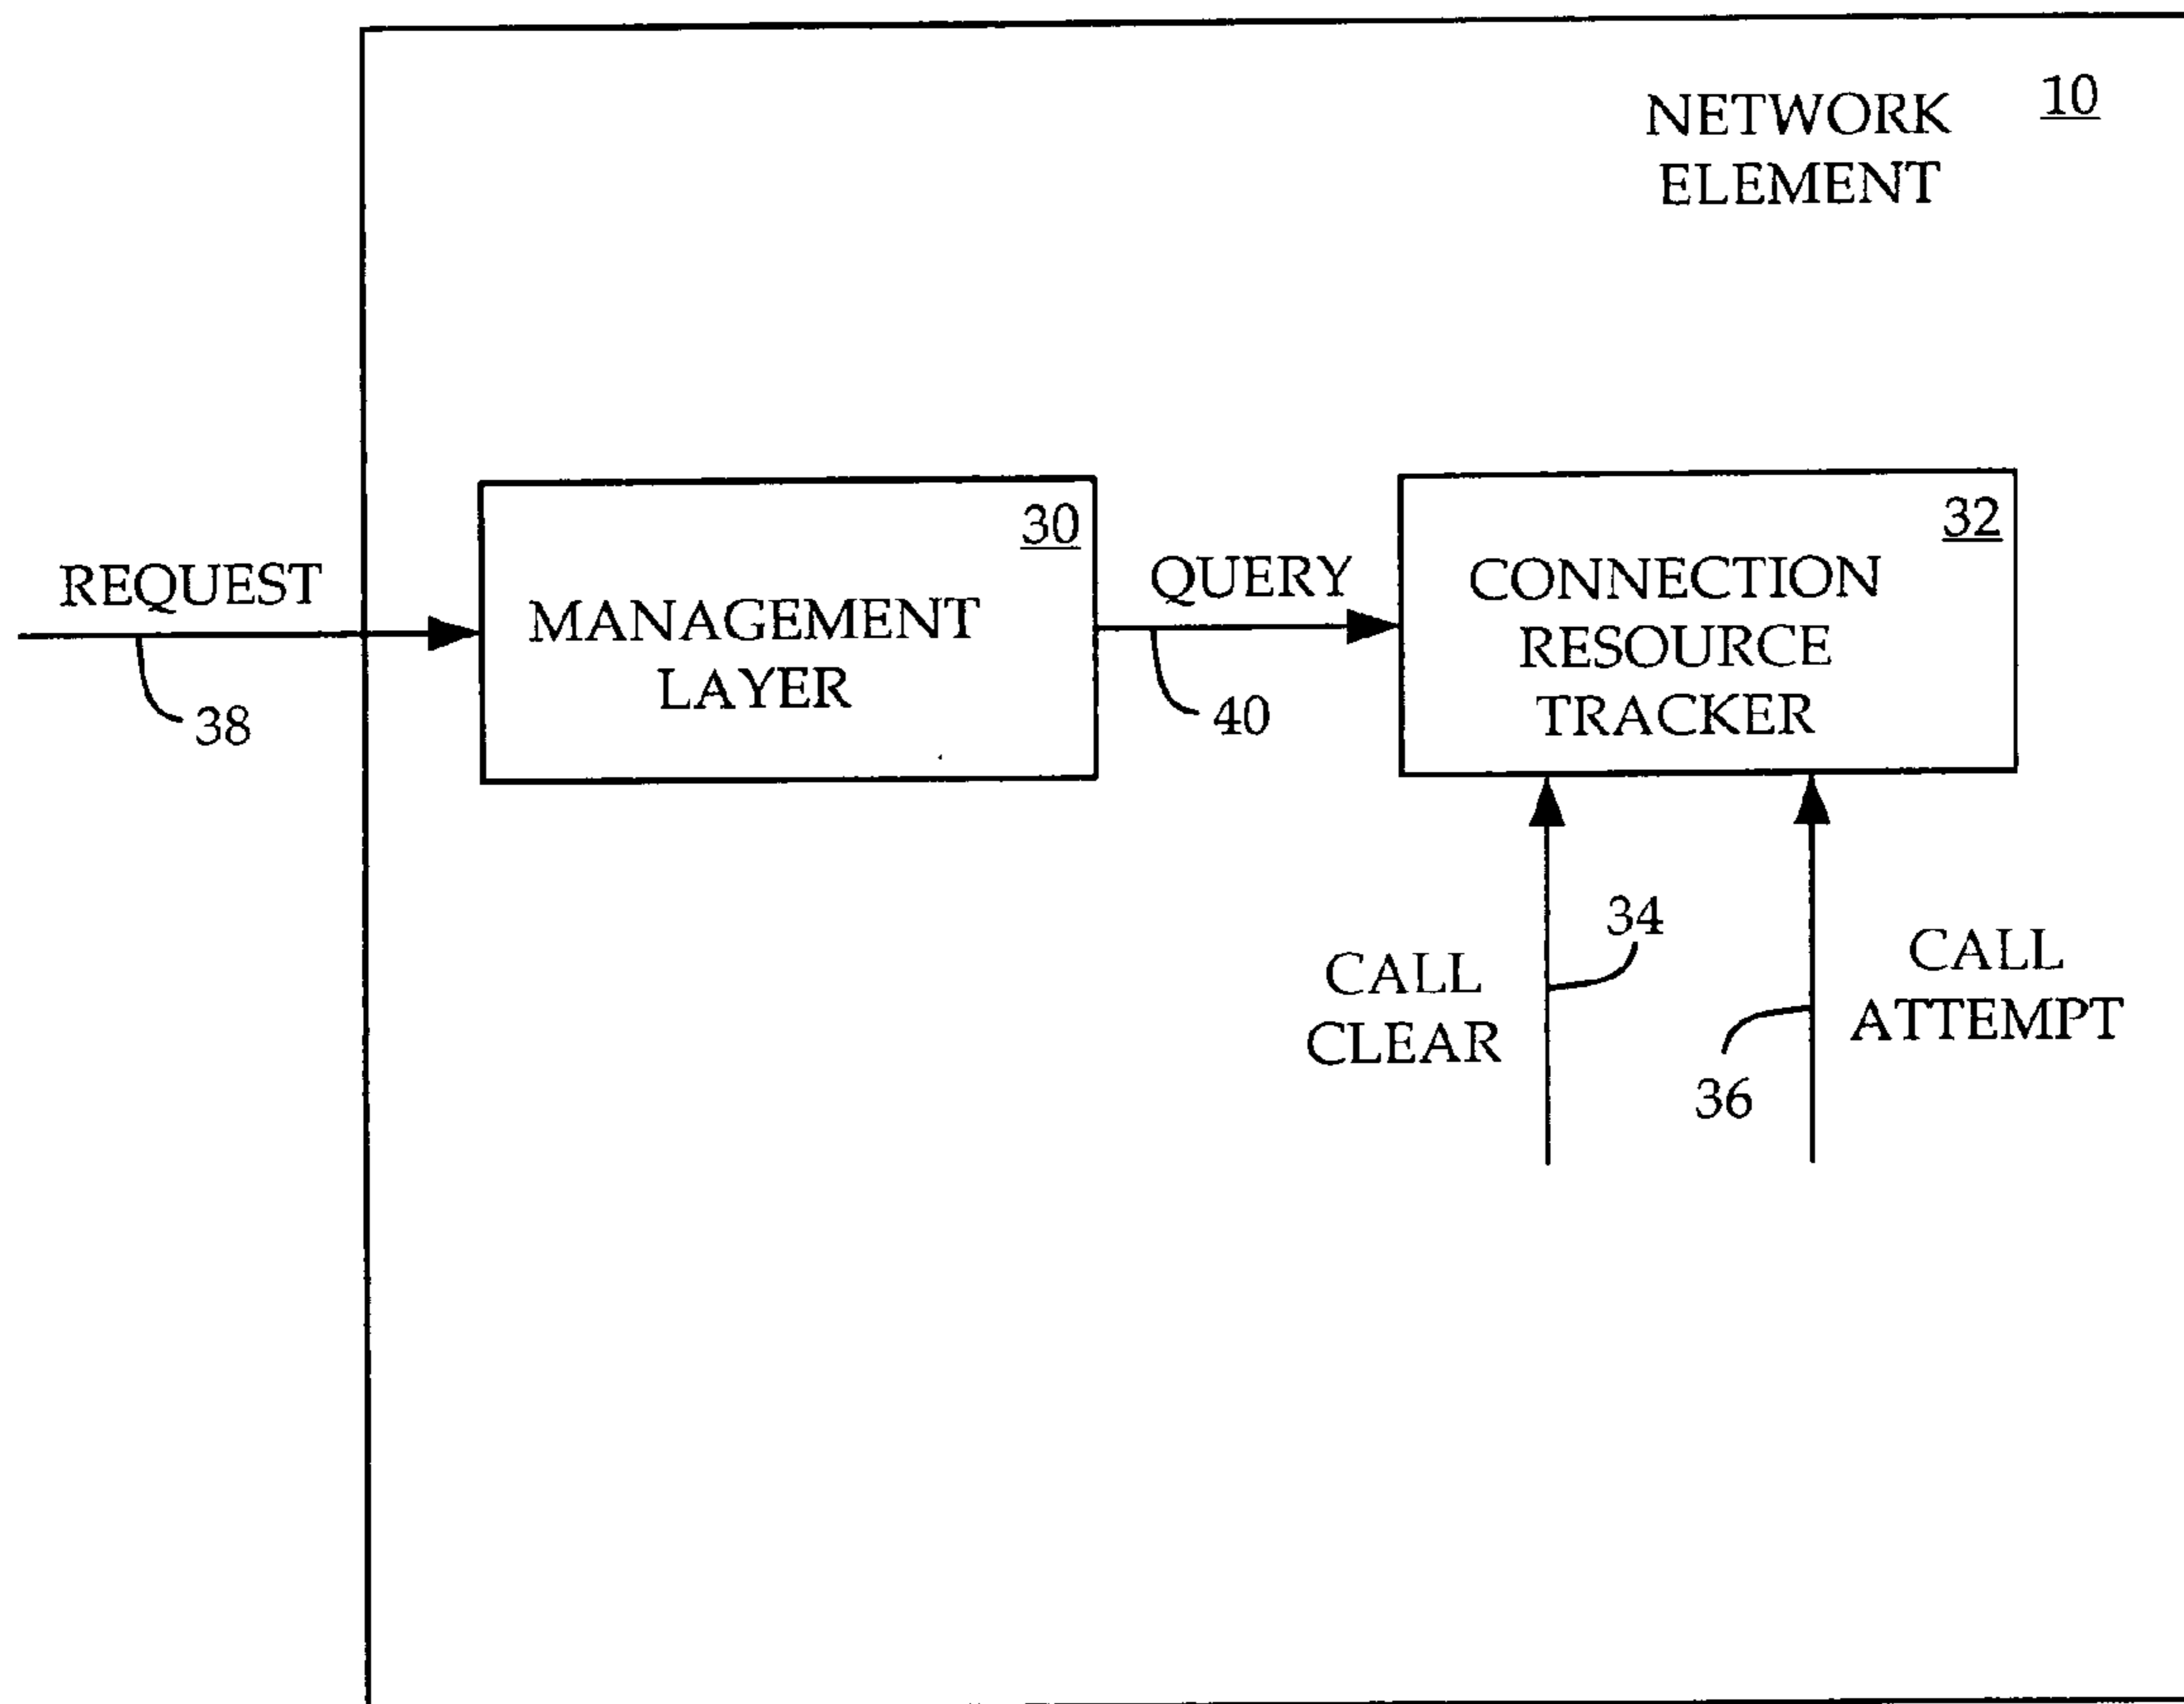 NETWORK
ELEMENT
10
30
MANAGEMENT
LAYER
32
CONNECTION
RESOURCE
TRACKER
REQUEST
38
QUERY
40
34
CALL
CLEAR
36
CALL
ATTEMPT